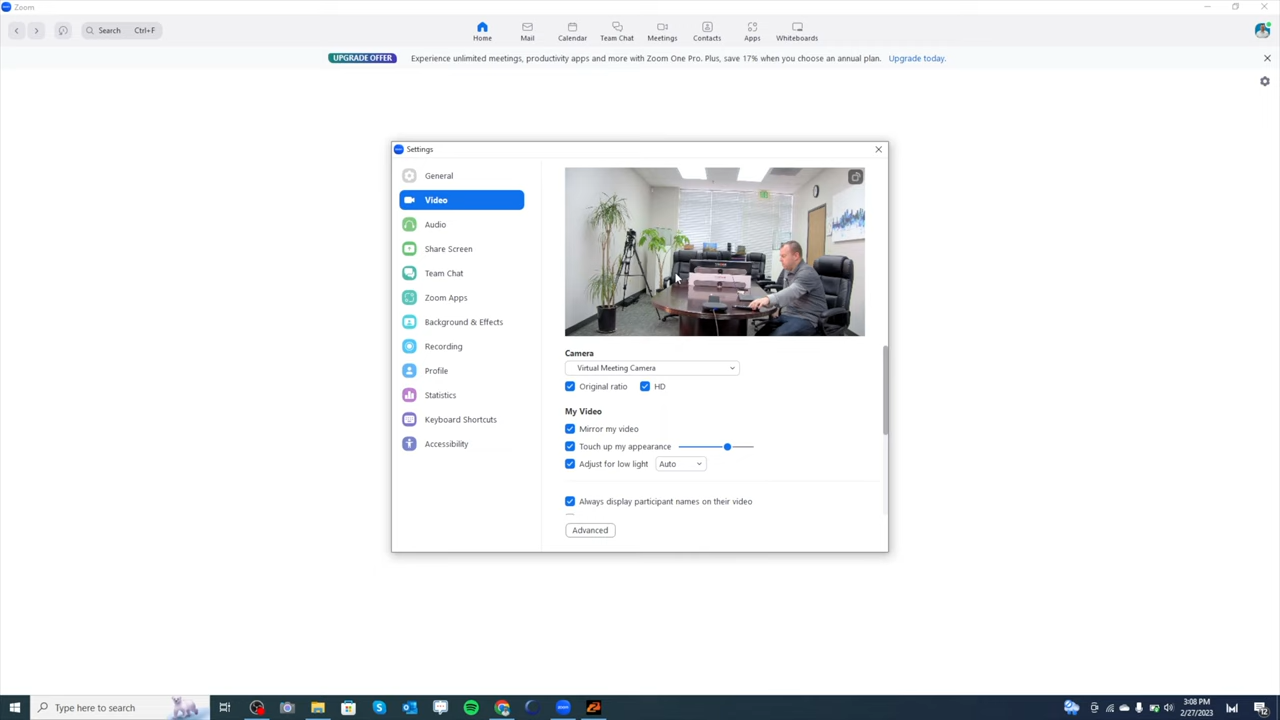 Zoom
Search Ctrl+F
Home
Mail
Calendar
Team Chat
Meetings
Contacts
Apps
Whiteboards
UPGRADE OFFER Experience unlimited meetings, productivity apps and more with Zoom One Pro. Plus, save 17% when you choose an annual plan. Upgrade today.
Settings
General
Video
Audio
Share Screen
Team Chat
Zoom Apps
Background & Effects
Recording
Profile
Statistics
Keyboard Shortcuts
Accessibility
Camera
Virtual Meeting Camera
Original ratio HD
My Video
Mirror my video
Touch up my appearance
Adjust for low light Auto
Always display participant names on their video
Advanced
Type here to search
3:08 PM
2/27/2023
12